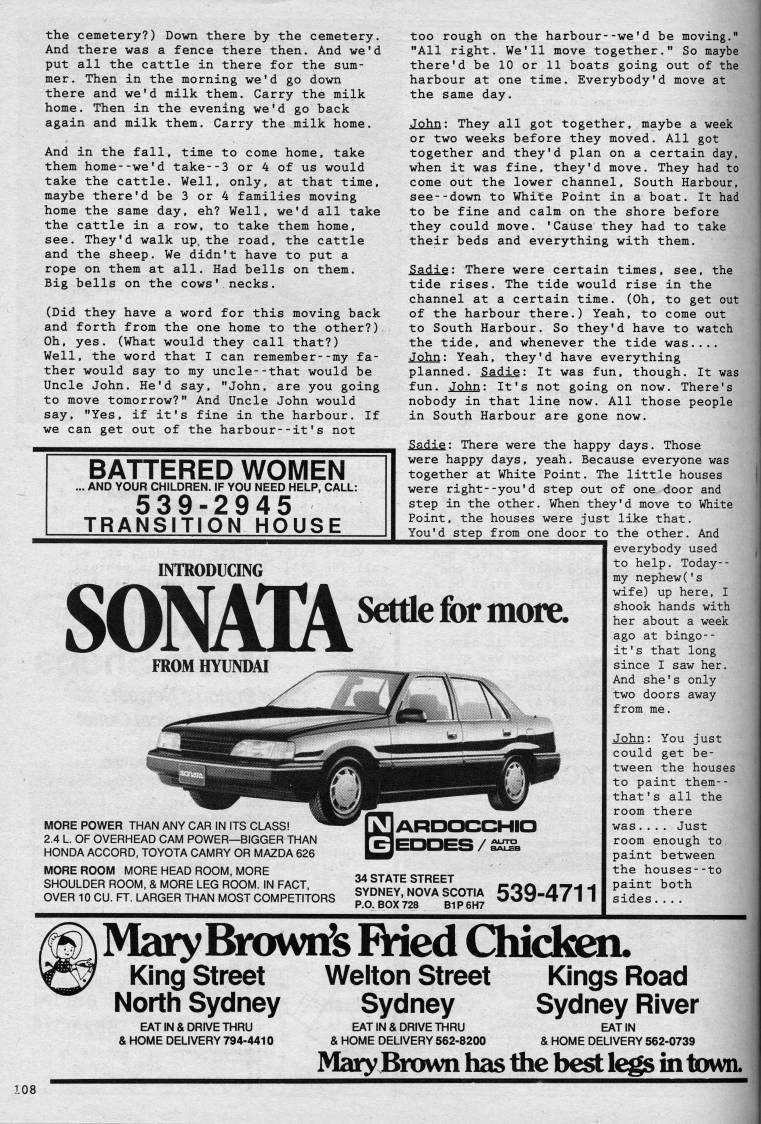 the cemetery?) Down there by the cemetery.
And there was a fence there then. And we'd
put all the cattle in there for the sum-
mer. Then in the morning we'd go down
there and we'd milk them. Carry the milk
home. Then in the evening we'd go back
again and milk them. Carry the milk home.

And in the fall, time to come home, take
them home--we'd take--3 or 4 of us would
take the cattle. Well, only, at that time,
maybe there'd be 3 or 4 families moving
home the same day, eh? Well, we'd all take
the cattle in a row, to take them home,
see. They'd walk up the road, the cattle
and the sheep. We didn't have to put a
rope on them at all. Had bells on them.
Big bells on the cows' necks.

(Did they have a word for this moving back
and forth from the one home to the other?)
Oh, yes. (What would they call that?)
Well, the word that I can remember--my fa-
ther would say to my uncle--that would be
Uncle John. He'd say, "John, are you going
to move tomorrow?" And Uncle John would
say, "Yes, if it's fine in the harbour. If
we can get out of the harbour--it's not
too rough on the harbour--we'd be moving."
"All right. We'll move together." So maybe
there'd be 10 or 11 boats going out of the
harbour at one time. Everybody'd move at
the same day.

John: They all got together, maybe a week
or two weeks before they moved. All got
together and they'd plan on a certain day,
when it was fine, they'd move. They had to
come out the lower channel, South Harbour,
see--down to White Point in a boat. It had
to be fine and calm on the shore before
they could move. 'Cause they had to take
their beds and everything with them.

Sadie: There were certain times, see, the
tide rises. The tide would rise in the
channel at a certain time. (Oh, to get out
of the harbour there.) Yeah, to come out
to South Harbour. So they'd have to watch
the tide, and whenever the tide was....
John: Yeah, they'd have everything
planned. Sadie: It was fun, though. It was
fun. John: It's not going on now. There's
nobody in that line now. All those people
in South Harbour are gone now.

Sadie: There were the happy days. Those
were happy days, yeah. Because everyone was
together at White Point. The little houses
were right--you'd step out of one door and
step in the other. When they'd move to White
Point, the houses were just like that.
You'd step from one door to the other. And
everybody used
to help. Today--
my nephew('s
wife) up here, I
shook hands with
her about a week
ago at bingo--
it's that long
since I saw her.
And she's only
two doors away
from me.

John: You just
could get be-
tween the houses
to paint them--
that's all the
room there
was.... Just
room enough to
paint between
the houses--to
paint both
sides....

BATTERED WOMEN
... AND YOUR CHILDREN. IF YOU NEED HELP, CALL:
539-2945
TRANSITION HOUSE

INTRODUCING
SONATA
FROM HYUNDAI
Settle for more.
SONATA
MORE POWER THAN ANY CAR IN ITS CLASS!
2.4 L. OF OVERHEAD CAM POWER—BIGGER THAN
HONDA ACCORD, TOYOTA CAMRY OR MAZDA 626
MORE ROOM MORE HEAD ROOM, MORE
SHOULDER ROOM, & MORE LEG ROOM. IN FACT,
OVER 10 CU. FT. LARGER THAN MOST COMPETITORS
NARDOCCHIO
GEDDES / AUTO SALES
34 STATE STREET
SYDNEY, NOVA SCOTIA
P.O. BOX 728 B1P 6H7
539-4711

Mary Brown's Fried Chicken.
King Street
North Sydney
EAT IN & DRIVE THRU
& HOME DELIVERY 794-4410
Welton Street
Sydney
EAT IN & DRIVE THRU
& HOME DELIVERY 562-8200
Kings Road
Sydney River
EAT IN
& HOME DELIVERY 562-0739
Mary Brown has the best legs in town.
108